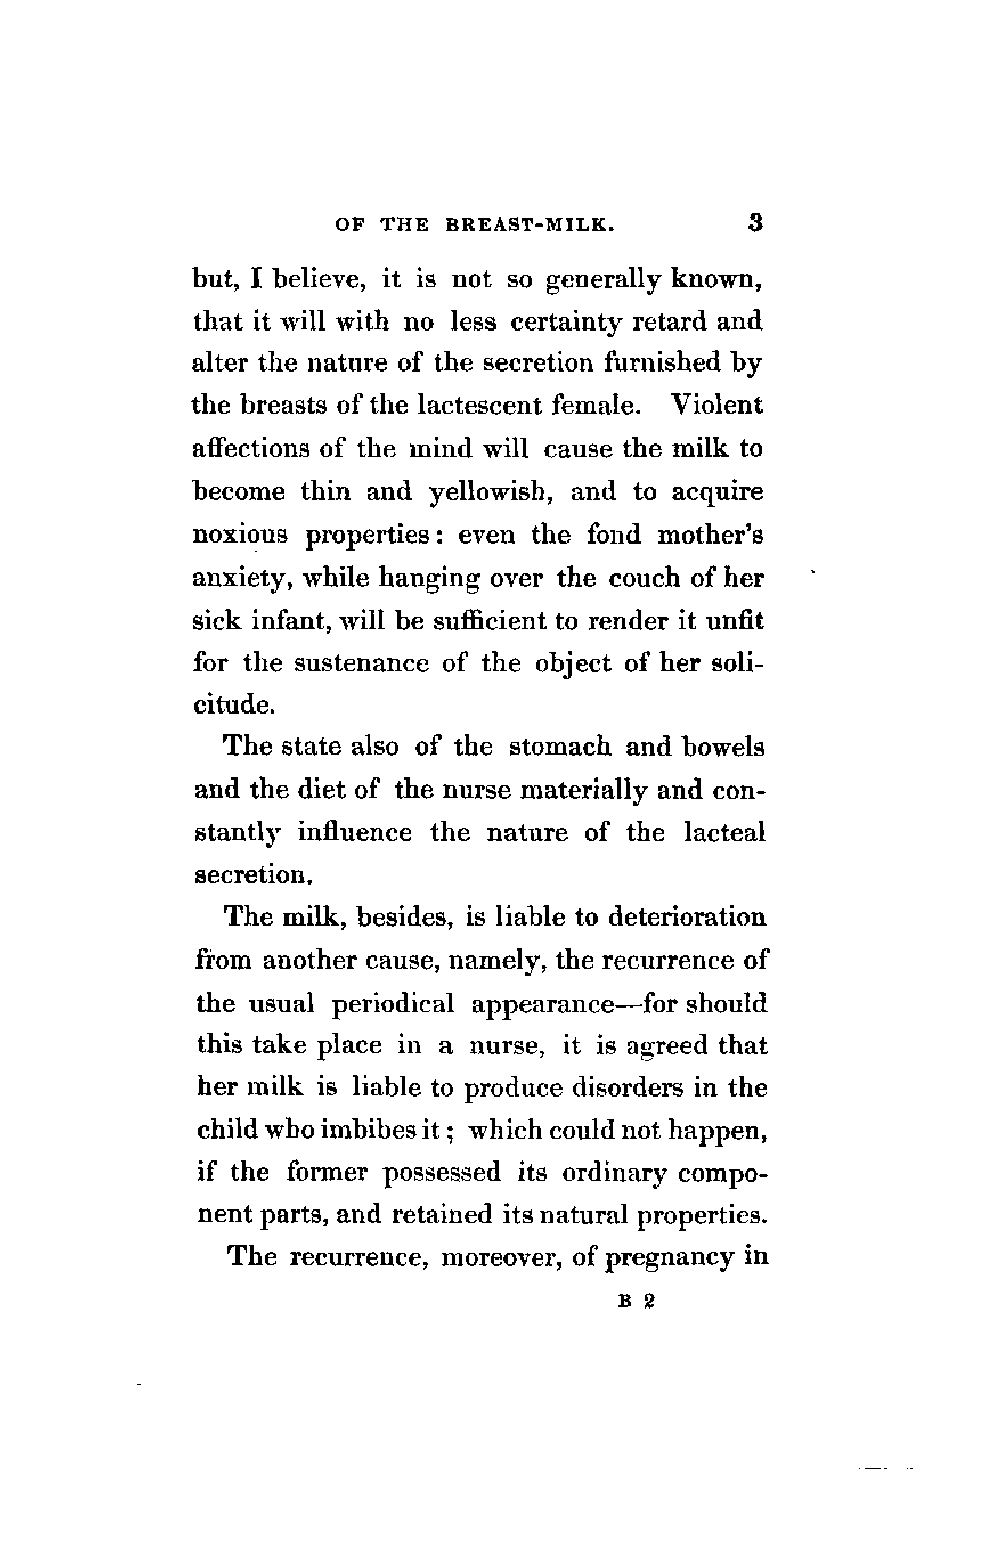 OF THE BREAST-MILK. 3
but, I believe, it is not so generally known,
that it will with no less certainty retard and
alter the nature of the secretion furnished by
the breasts of the lactescent female. Violent
affections of the mind will cause the milk to
become thin and yellowish, and to acquire
noxious properties: even the fond mother's
anxiety, while hanging over the couch of her
sick infant, will be sufficient to render it unfit
for the sustenance of the object of her soli-
citude.
The state also of the stomach and bowels
and the diet of the nurse materially and con-
stantly influence the nature of the lacteal
secretion.
The milk, besides, is liable to deterioration
from another cause, namely, the recurrence of
the usual periodical appearance—for should
this take place in a nurse, it is agreed that
her milk is liable to produce disorders in the
child who imbibes it; which could not happen,
if the former possessed its ordinary compo-
nent parts, and retained its natural properties.
The recurrence, moreover, of pregnancy in
B 2